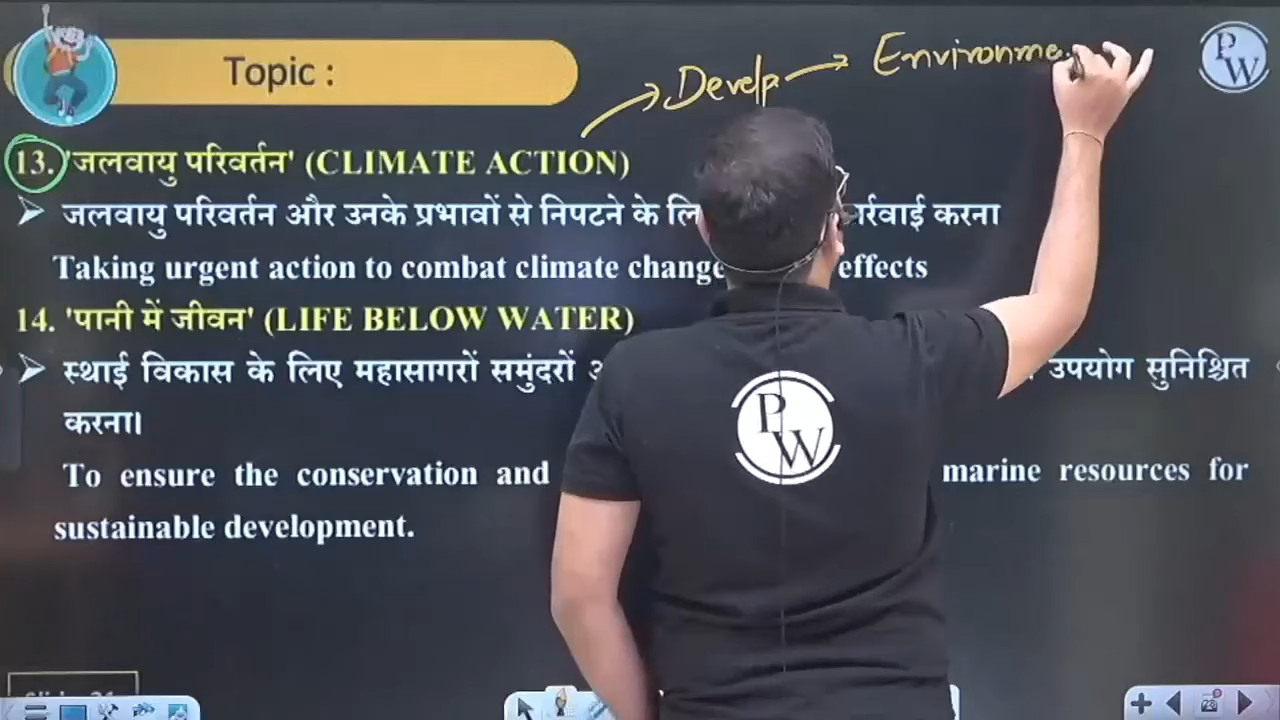 Topic :
→ Develp → Environme
PW
13. 'जलवायु परिवर्तन' (CLIMATE ACTION)
जलवायु परिवर्तन और उनके प्रभावों से निपटने के करना
Taking urgent action to combat climate change effects
14. 'पानी में जीवन' (LIFE BELOW WATER)
स्थाई विकास के लिए महासागरों समुंदरों उपयोग सुनिश्चित
करना।
PW
To ensure the conservation and marine resources for
sustainable development.
23